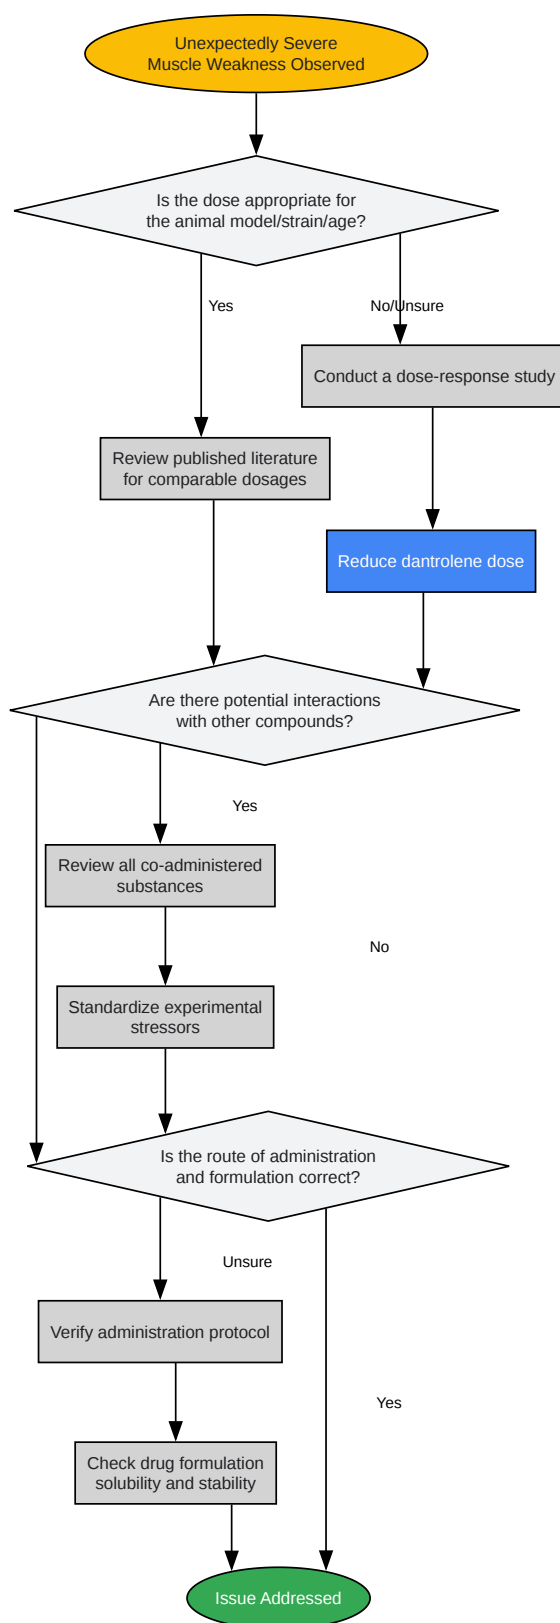 Unexpectedly Severe
Muscle Weakness Observed
Is the dose appropriate for
the animal model/strain/age?
Yes
No/Unsure
Conduct a dose-response study
Review published literature
for comparable dosages
Reduce dantrolene dose
Are there potential interactions
with other compounds?
Yes
Review all co-administered
substances
No
Standardize experimental
stressors
Is the route of administration
and formulation correct?
Unsure
Verify administration protocol
Yes
Check drug formulation
solubility and stability
Issue Addressed